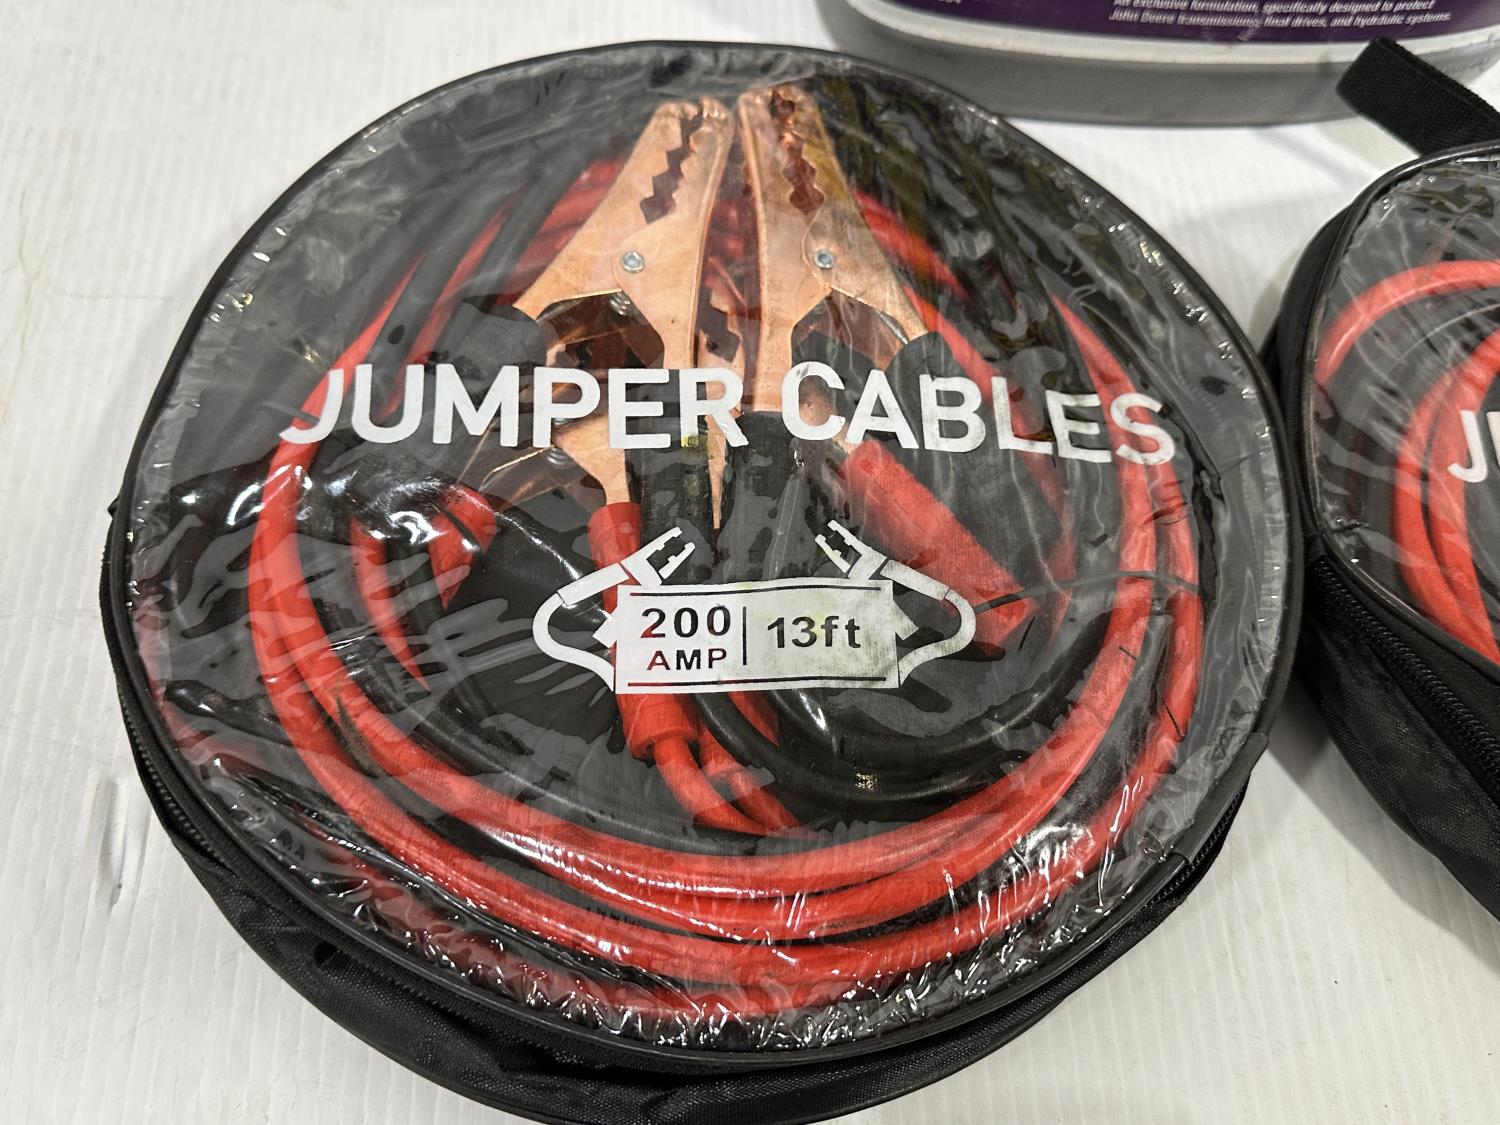 An exclusive formulation, specifically designed to protect
John Deere transmissions, final drives, and hydraulic systems.
JUMPER CABLES
200
AMP
13ft
JU